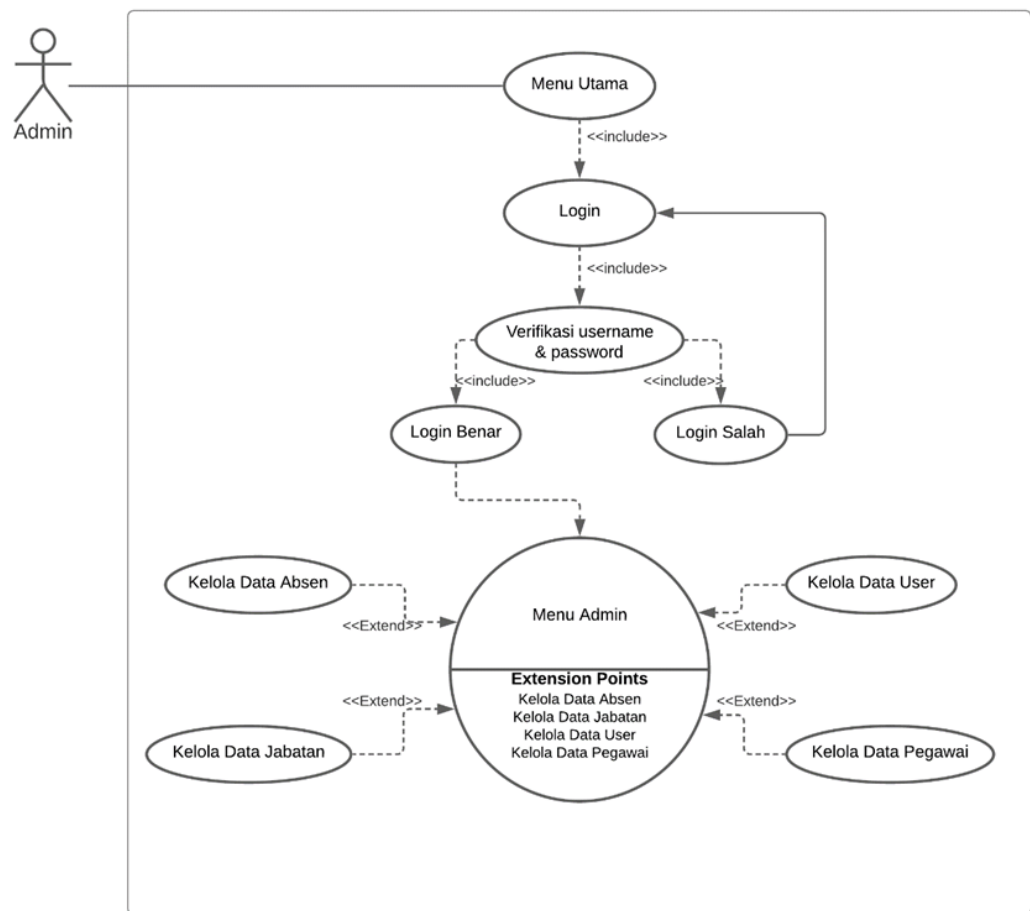 Menu Utama
Admin
<<include>>
Login
<<include>>
Verifikasi username
& password
<<include>>
<<include>>
Login Benar
Login Salah
Kelola Data Absen
Kelola Data User
Menu Admin
<<Extend>>
<<Extend>>
Extension Points
Kelola Data Absen
Kelola Data Jabatan
Kelola Data User
Kelola Data Pegawai
<<Extend>>
<<Extend>>
Kelola Data Jabatan
Kelola Data Pegawai